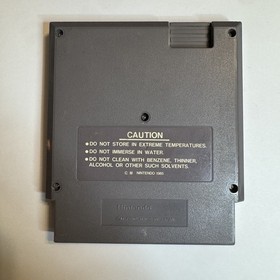 CAUTION
●DO NOT STORE IN EXTREME TEMPERATURES.
●DO NOT IMMERSE IN WATER.
●DO NOT CLEAN WITH BENZENE, THINNER,
ALCOHOL OR OTHER SUCH SOLVENTS.
© ® NINTENDO 1985